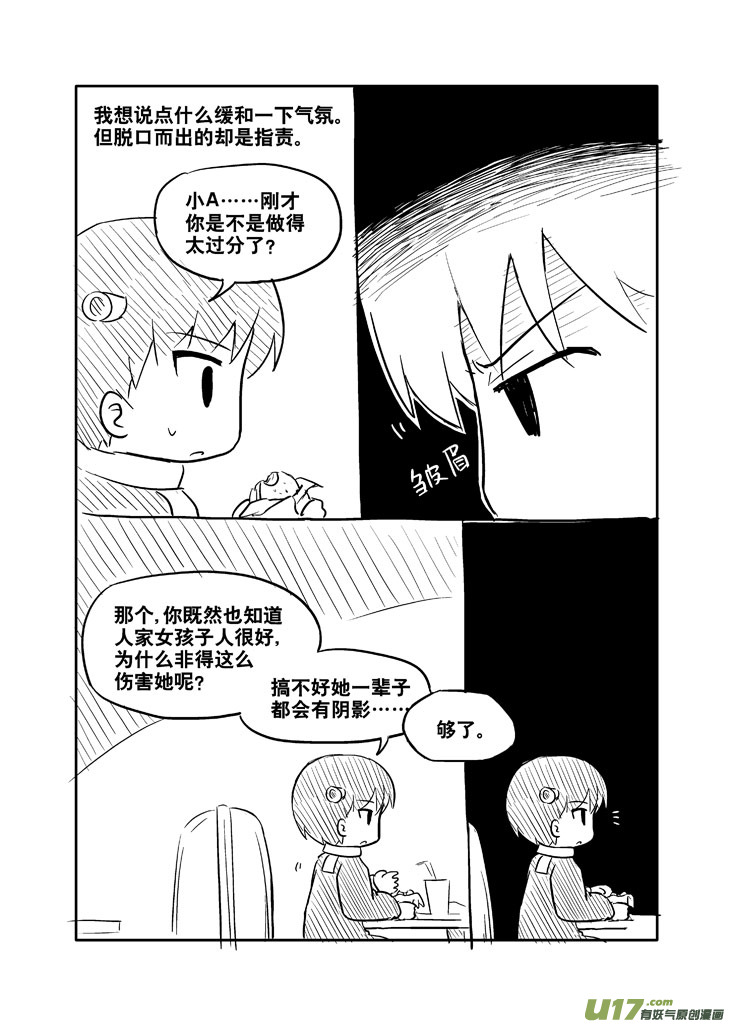 我想说点什么缓和一下气氛。
但脱口而出的却是指责。
小A……刚才
你是不是做得
太过分了?
皱眉
那个,你既然也知道
人家女孩子人很好,
为什么非得这么
伤害她呢?
搞不好她一辈子
都会有阴影……
够了。
U17.com
有妖气原创漫画